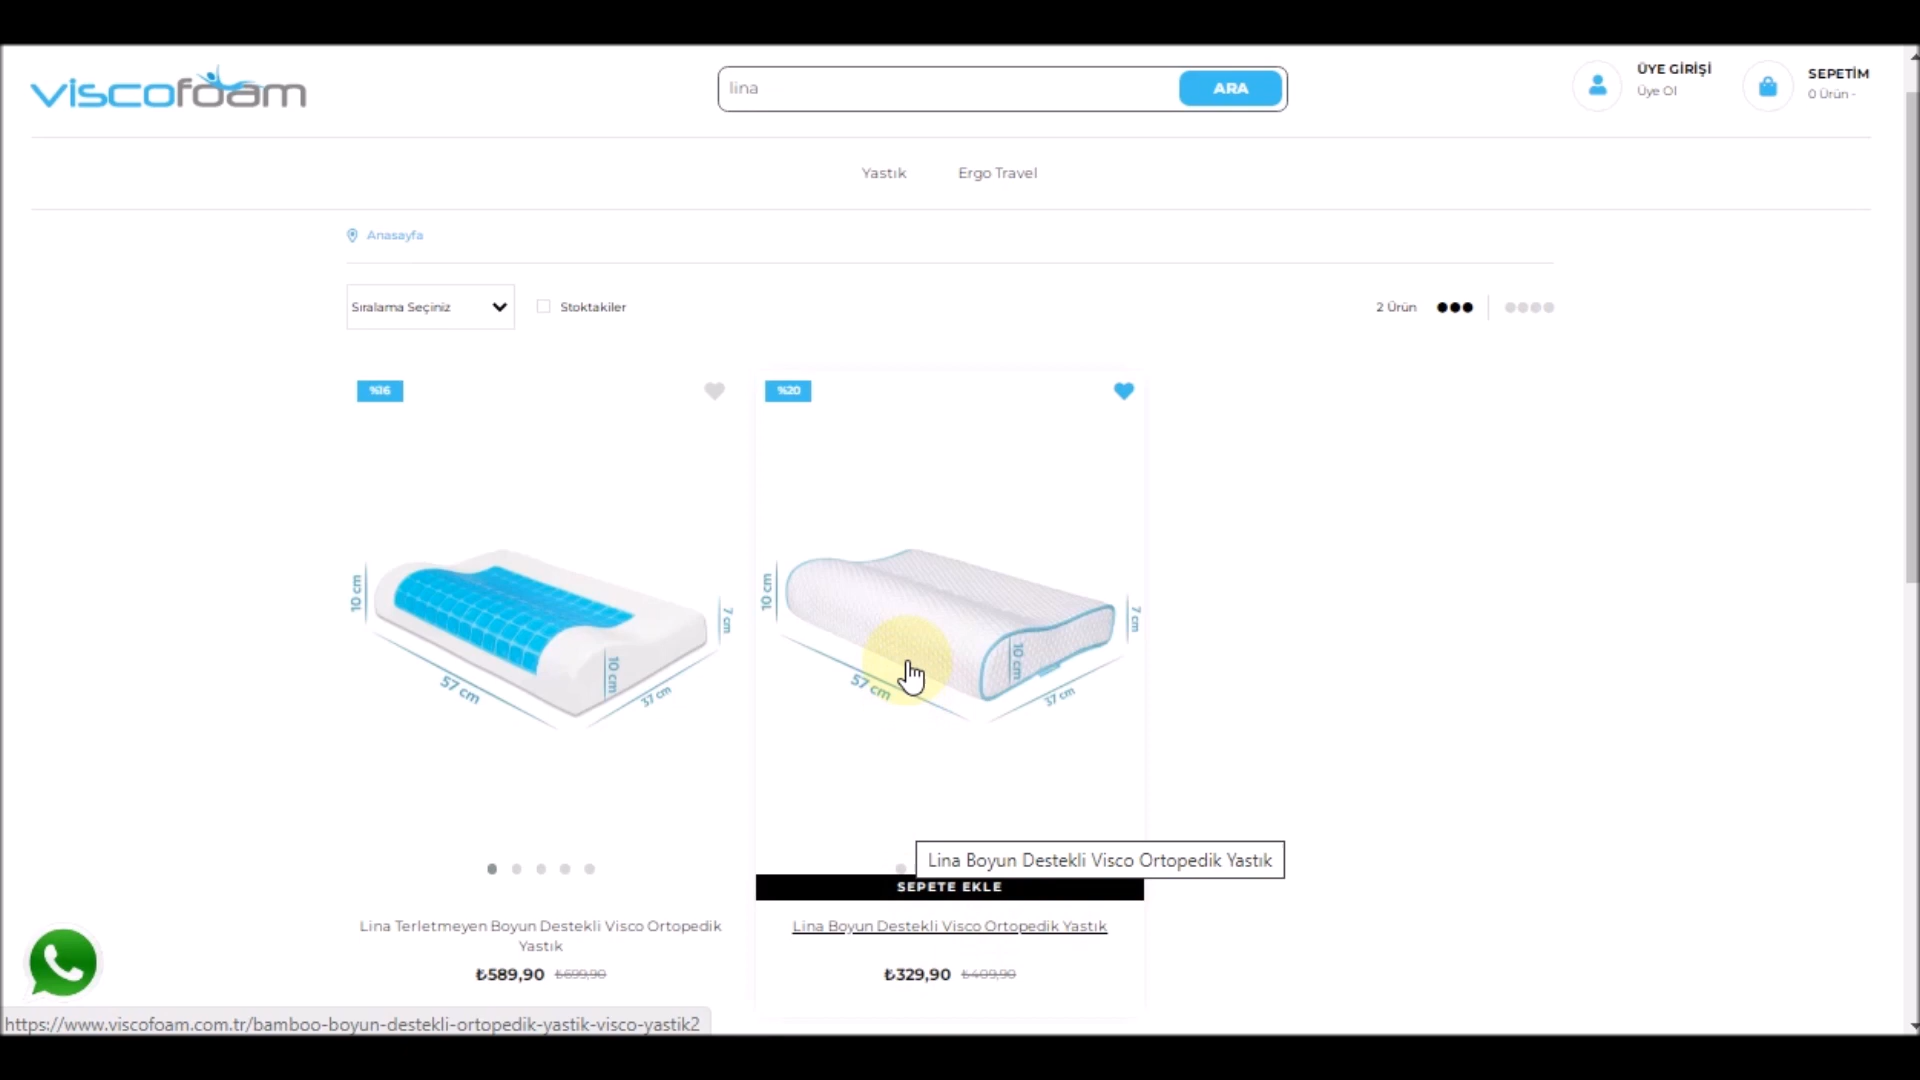 viscofoam
lina
ARA
ÜYE GİRİŞİ
Üye Ol
SEPETİM
0 Ürün -
Yastık
Ergo Travel
Anasayfa
Sıralama Seçiniz
Stoktakiler
2 Ürün
%16
%20
10 cm
7 cm
10 cm
57 cm
37 cm
10 cm
7 cm
10 cm
57 cm
37 cm
Lina Boyun Destekli Visco Ortopedik Yastık
SEPETE EKLE
Lina Terletmeyen Boyun Destekli Visco Ortopedik
Yastık
₺589,90 ₺699,90
Lina Boyun Destekli Visco Ortopedik Yastık
₺329,90 ₺409,90
https://www.viscofoam.com.tr/bamboo-boyun-destekli-ortopedik-yastik-visco-yastik2